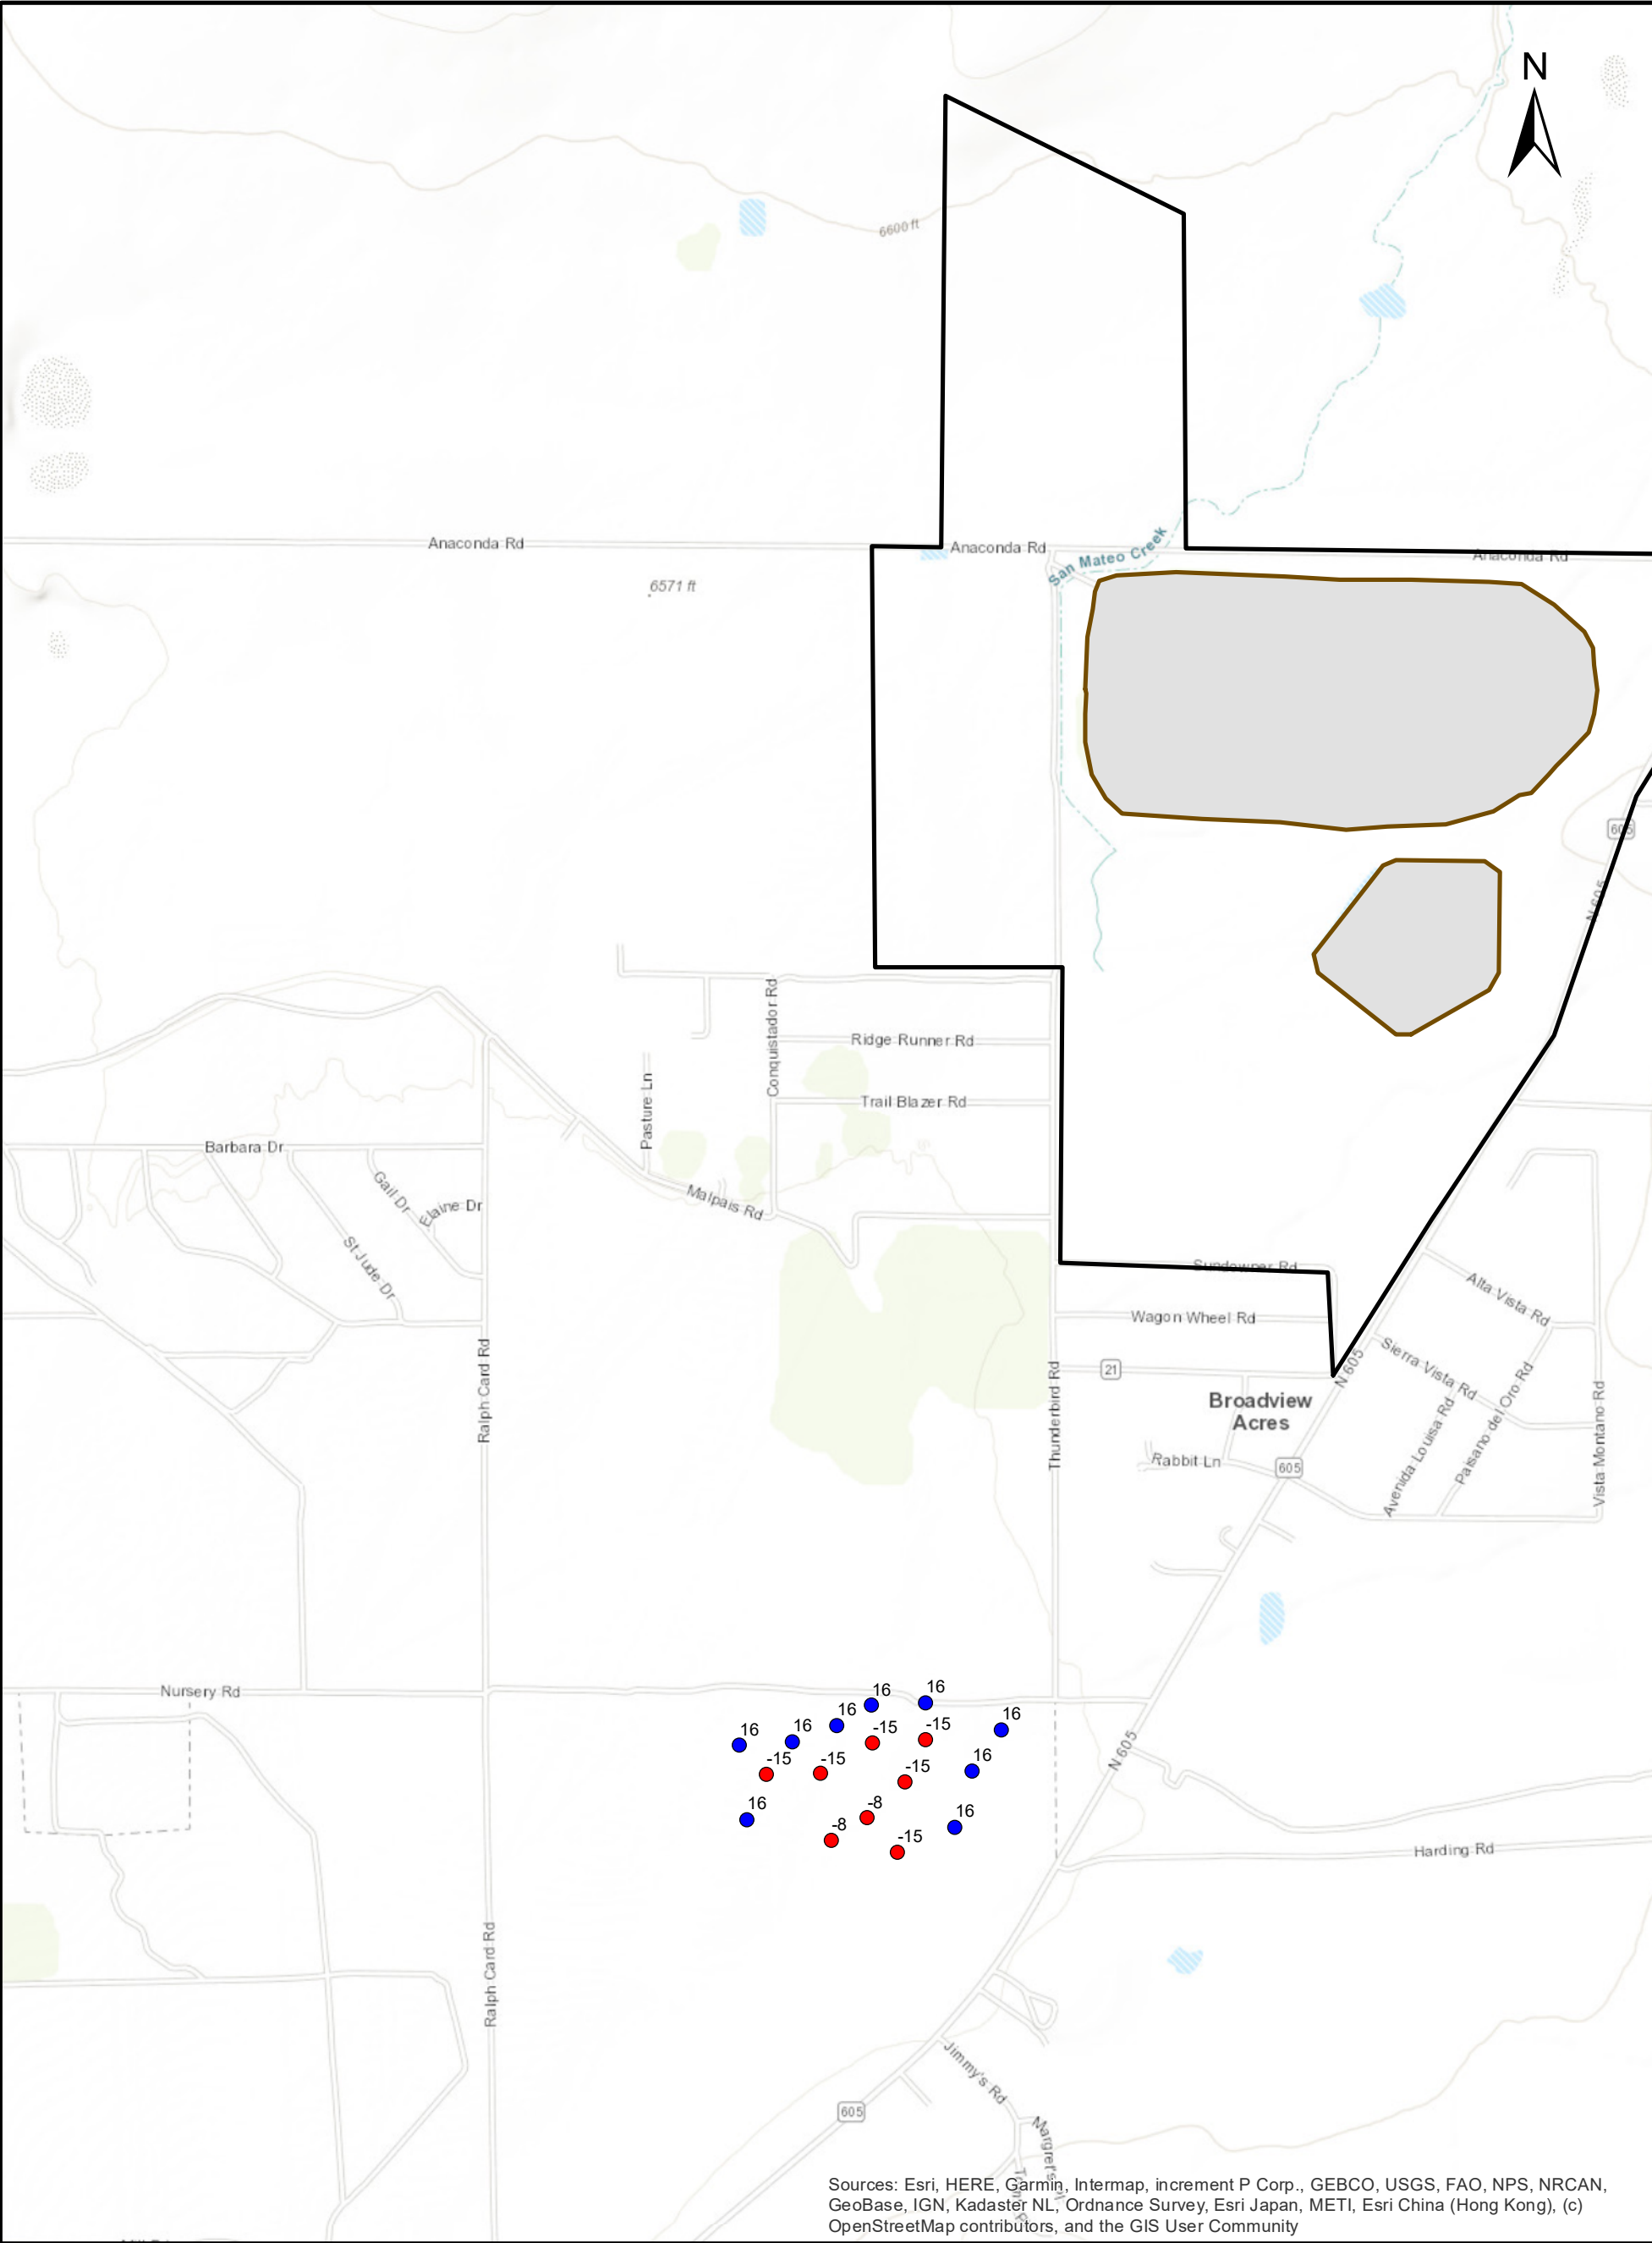 N
6600 ft
Anaconda Rd
Anaconda Rd
San Mateo Creek
Anaconda Rd
6571 ft
605
N 605
Conquistador Rd
Ridge Runner Rd
Pasture Ln
Trail Blazer Rd
Barbara Dr
Gail Dr
Elaine Dr
Malpais Rd
St Jude Dr
Sundowner Rd
Alta Vista Rd
Wagon Wheel Rd
Sierra Vista Rd
Ralph Card Rd
Thunderbird Rd
21
N 605
Broadview
Acres
Paisano del Oro Rd
Avenida Louisa Rd
Vista Montano Rd
Rabbit Ln
605
Nursery Rd
16
16
16
16
16
16
-15
-15
16
-15
-15
-15
16
-8
16
-8
-15
N 605
Harding Rd
Ralph Card Rd
Jimmy's Rd
605
Margret's Pl
Sources: Esri, HERE, Garmin, Intermap, increment P Corp., GEBCO, USGS, FAO, NPS, NRCAN,
GeoBase, IGN, Kadaster NL, Ordnance Survey, Esri Japan, METI, Esri China (Hong Kong), (c)
OpenStreetMap contributors, and the GIS User Community